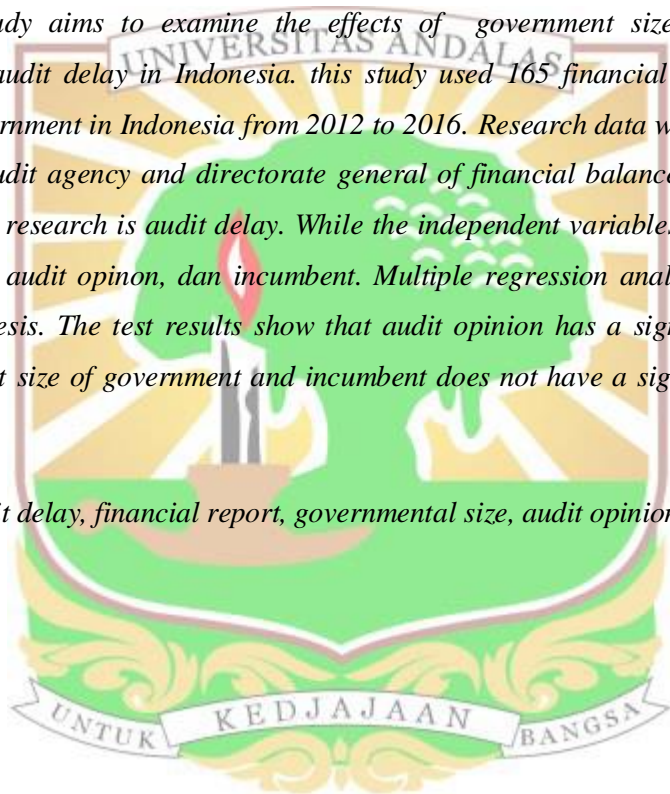 udy aims to examine the effects of government size
UNIVERSITAS ANDALAS
audit delay in Indonesia. this study used 165 financial
rnment in Indonesia from 2012 to 2016. Research data w
udit agency and directorate general of financial balance
research is audit delay. While the independent variable
audit opinon, dan incumbent. Multiple regression anal
esis. The test results show that audit opinion has a sig
t size of government and incumbent does not have a sig
it delay, financial report, governmental size, audit opinion
UNTUK KEDJAJAAN BANGSA